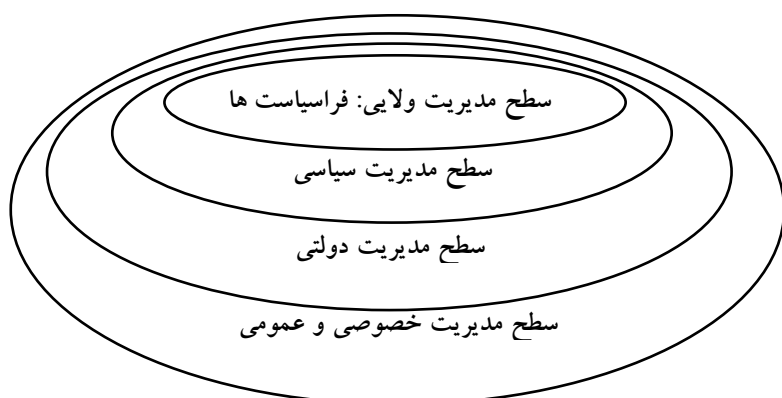 سطح مدیریت ولایی: فراسیاست ها
سطح مدیریت سیاسی
سطح مدیریت دولتی
سطح مدیریت خصوصی و عمومی